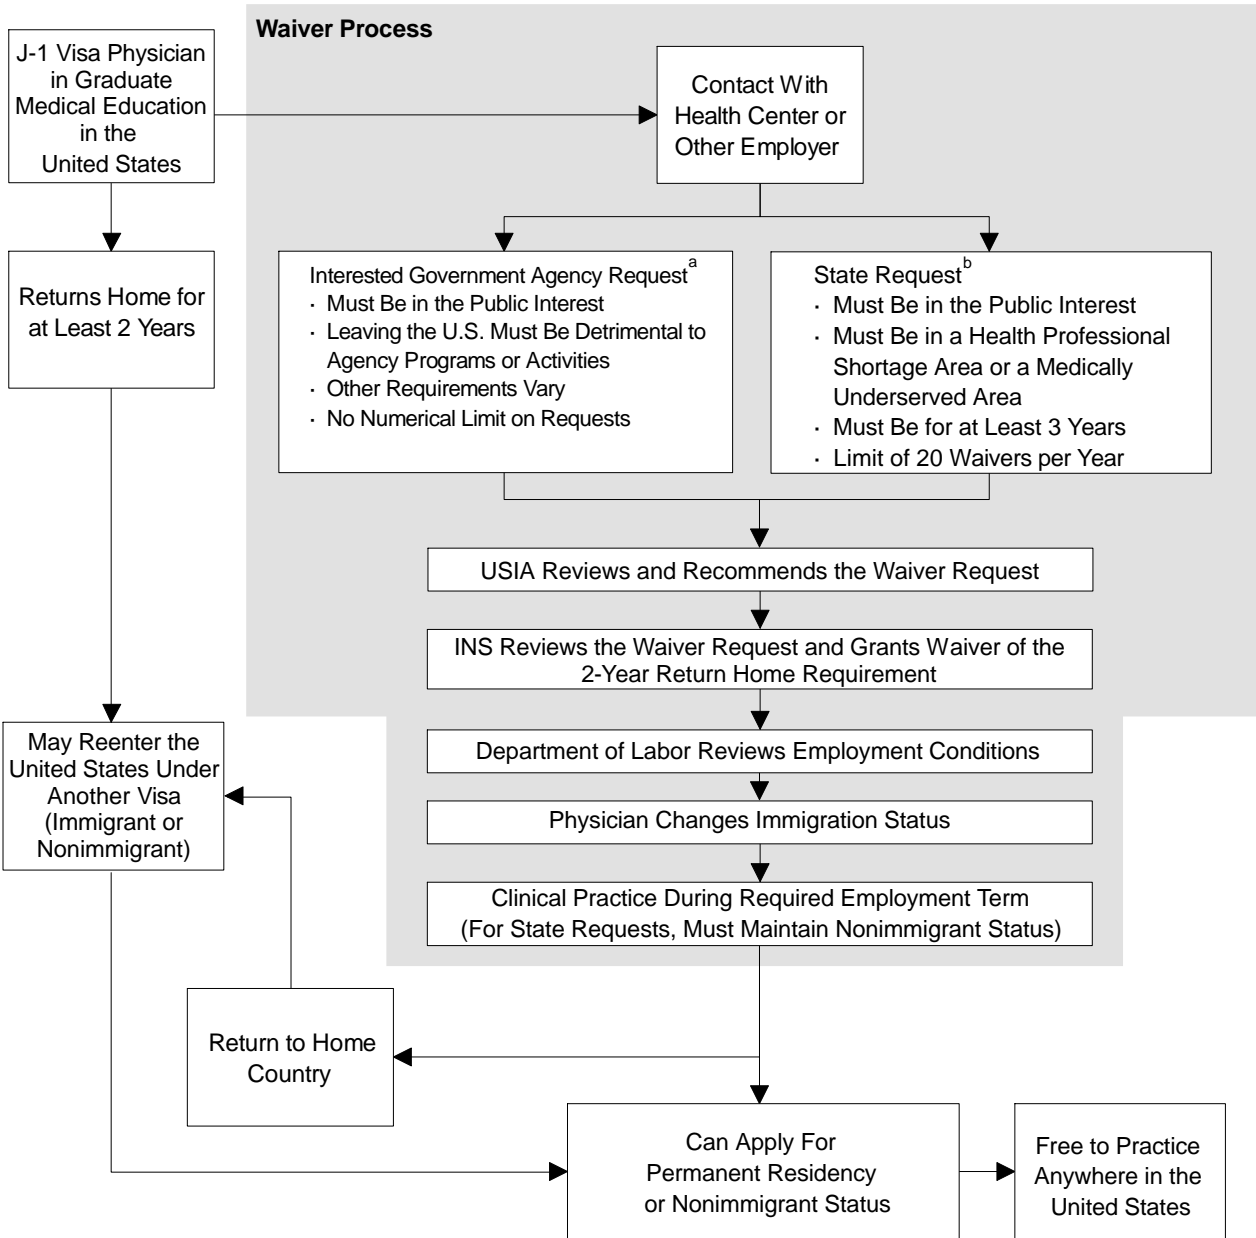 Waiver Process
J-1 Visa Physician
in Graduate
Medical Education
in the
United States
Contact With
Health Center or
Other Employer
Returns Home for
at Least 2 Years
Interested Government Agency Request a
· Must Be in the Public Interest
· Leaving the U.S. Must Be Detrimental to
Agency Programs or Activities
· Other Requirements Vary
· No Numerical Limit on Requests
State Request b
· Must Be in the Public Interest
· Must Be in a Health Professional
Shortage Area or a Medically
Underserved Area
· Must Be for at Least 3 Years
· Limit of 20 Waivers per Year
USIA Reviews and Recommends the Waiver Request
INS Reviews the Waiver Request and Grants Waiver of the
2-Year Return Home Requirement
Department of Labor Reviews Employment Conditions
Physician Changes Immigration Status
Clinical Practice During Required Employment Term
(For State Requests, Must Maintain Nonimmigrant Status)
May Reenter the
United States Under
Another Visa
(Immigrant or
Nonimmigrant)
Return to Home
Country
Can Apply For
Permanent Residency
or Nonimmigrant Status
Free to Practice
Anywhere in the
United States